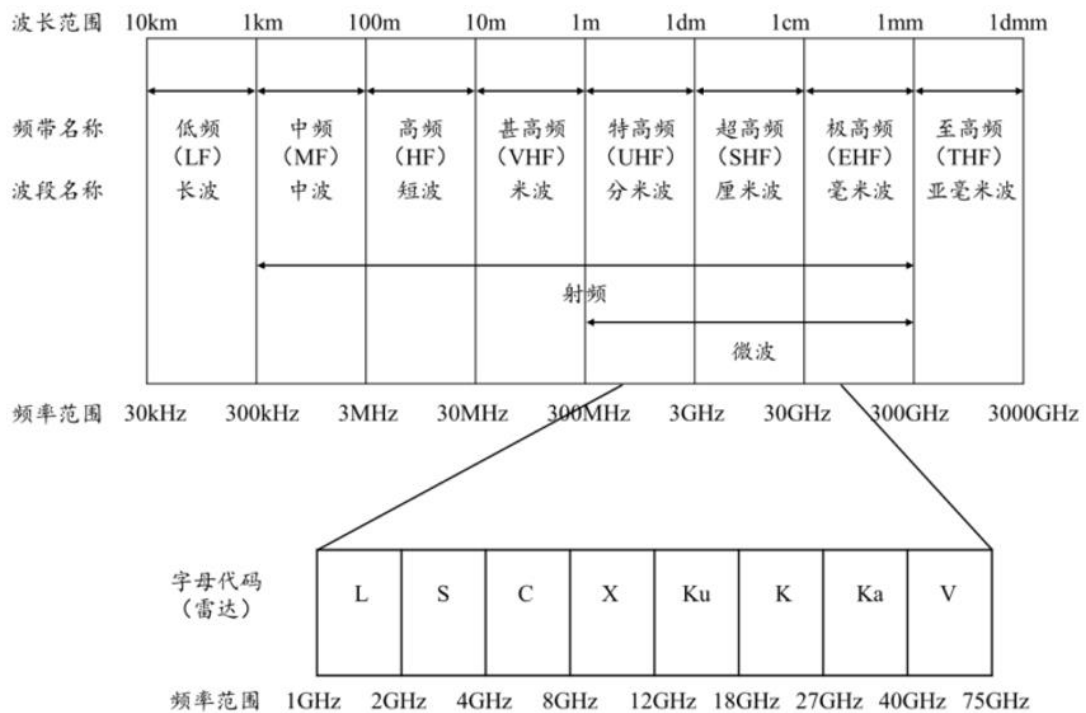 波长范围 10km 1km 100m 10m 1m 1dm 1cm 1mm 1dmm
频带名称 低频 中频 高频 甚高频 特高频 超高频 极高频 至高频
（LF） （MF） （HF） （VHF） （UHF） （SHF） （EHF） （THF）
波段名称 长波 中波 短波 米波 分米波 厘米波 毫米波 亚毫米波
射频
微波
频率范围 30kHz 300kHz 3MHz 30MHz 300MHz 3GHz 30GHz 300GHz 3000GHz
字母代码 L S C X Ku K Ka V
（雷达）
频率范围 1GHz 2GHz 4GHz 8GHz 12GHz 18GHz 27GHz 40GHz 75GHz